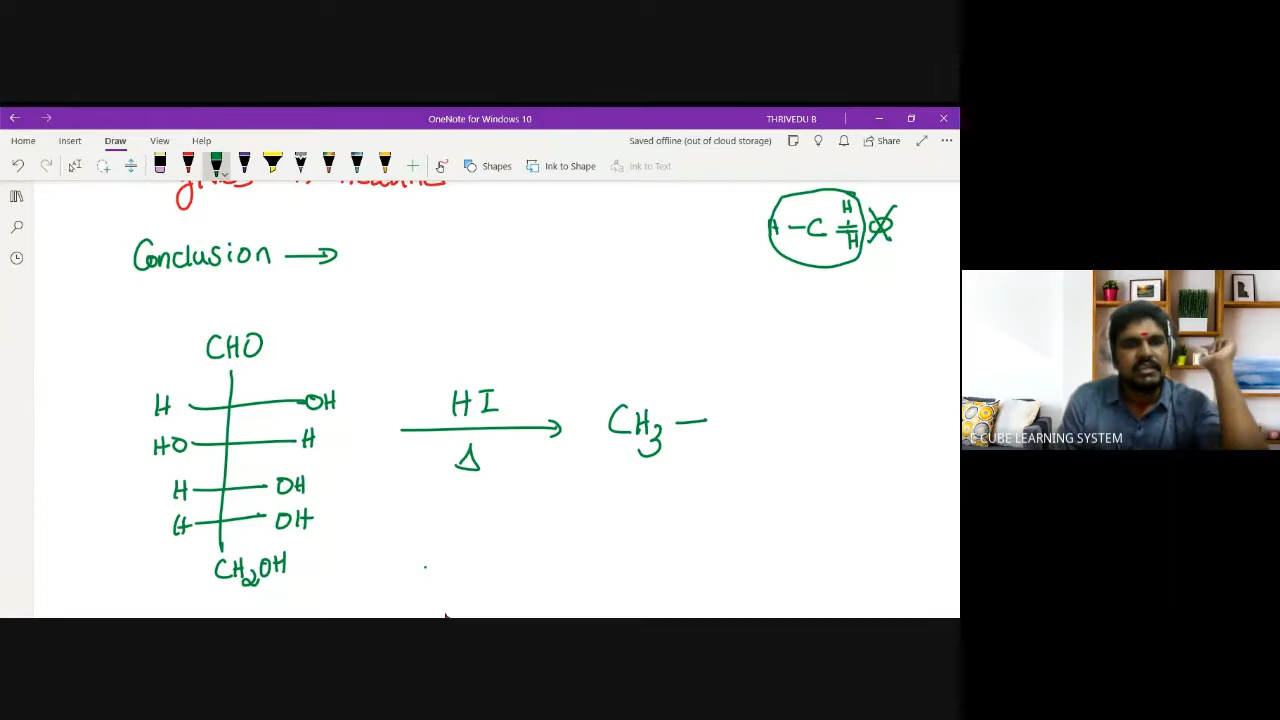 OneNote for Windows 10
THRIVEDU B
Home Insert Draw View Help
Saved offline (out of cloud storage)
Share
Shapes
Ink to Shape
Ink to Text
gives
H
H – C
H
Conclusion →
CHO
H OH
HO H
H OH
H OH
CH2OH
HI
Δ
CH3 –
E CUBE LEARNING SYSTEM